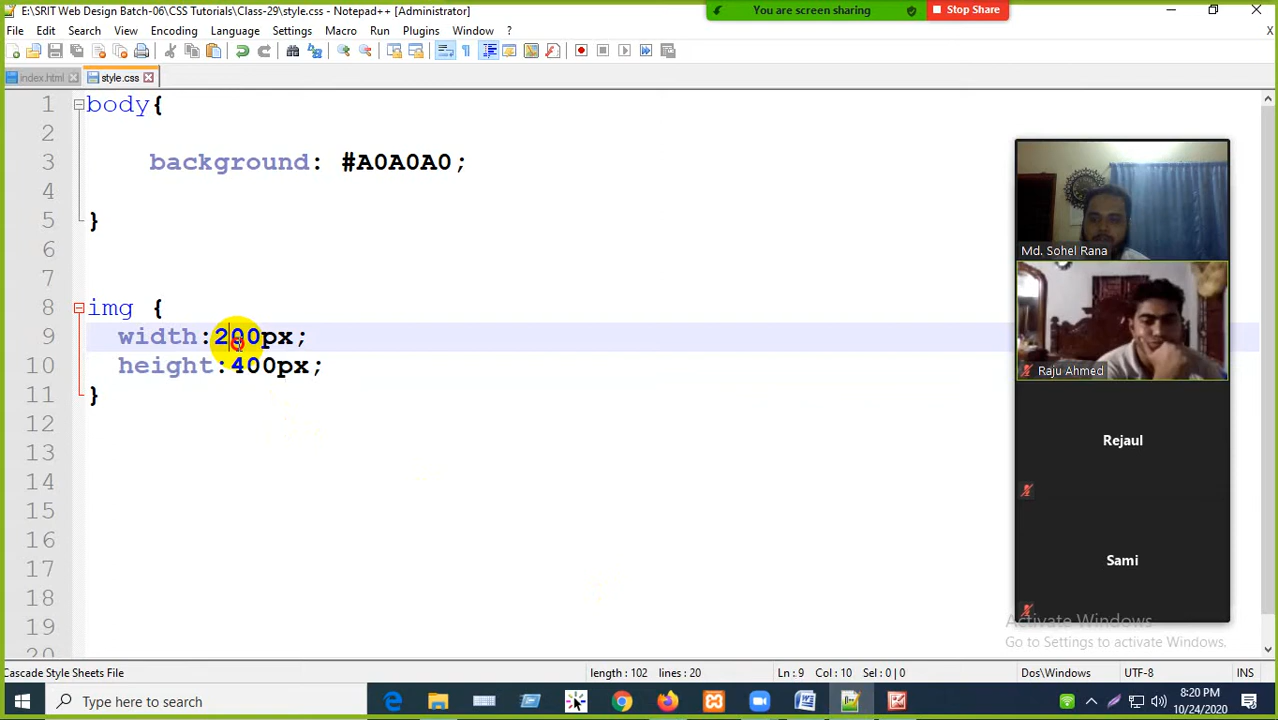 E:\SRIT Web Design Batch-06\CSS Tutorials\Class-29\style.css - Notepad++ [Administrator]
You are screen sharing
Stop Share
File Edit Search View Encoding Language Settings Macro Run Plugins Window ? X
index.html style.css
1 body{
2
3 background: #A0A0A0;
4
5 }
6
7
8 img {
9 width:200px;
10 height:400px;
11 }
12
13
14
15
16
17
18
19
20
Md. Sohel Rana
Raju Ahmed
Rejaul
Sami
Activate Windows
Go to Settings to activate Windows.
Cascade Style Sheets File length : 102 lines : 20 Ln : 9 Col : 10 Sel : 0 | 0 Dos\Windows UTF-8 INS
Type here to search
8:20 PM
10/24/2020